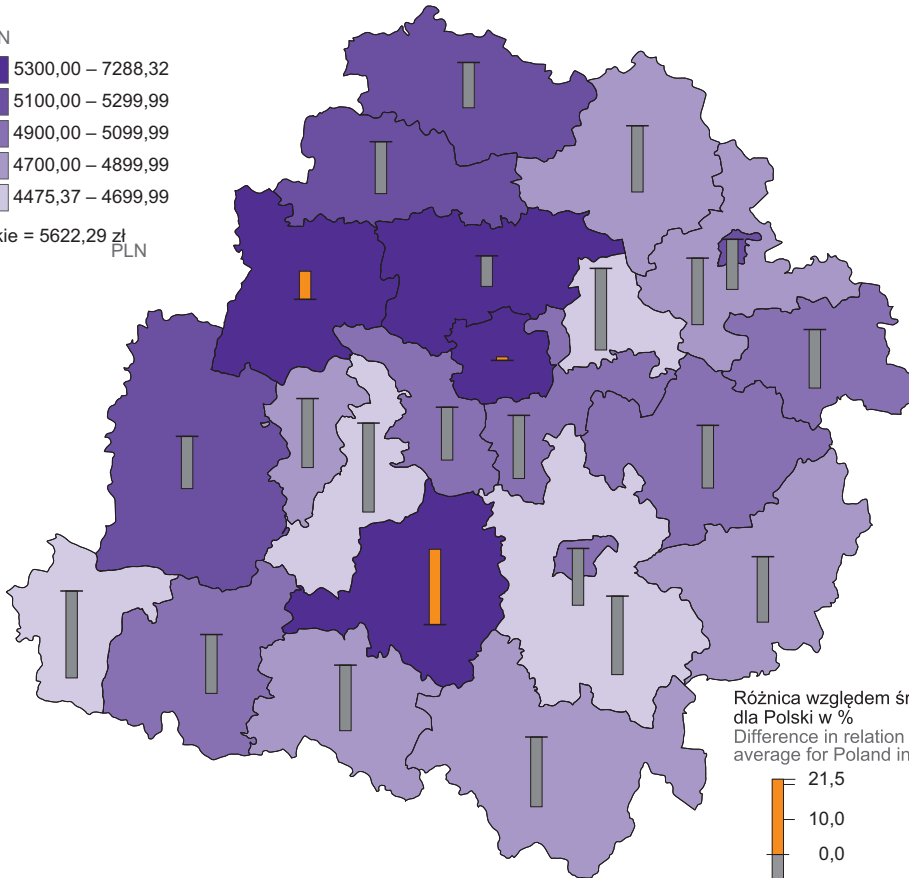 5300,00 – 7288,32
5100,00 – 5299,99
4900,00 – 5099,99
4700,00 – 4899,99
4475,37 – 4699,99
= 5622,29 zł
PLN
Różnica względem
dla Polski w %
Difference in relation
average for Poland in
21,5
10,0
0,0